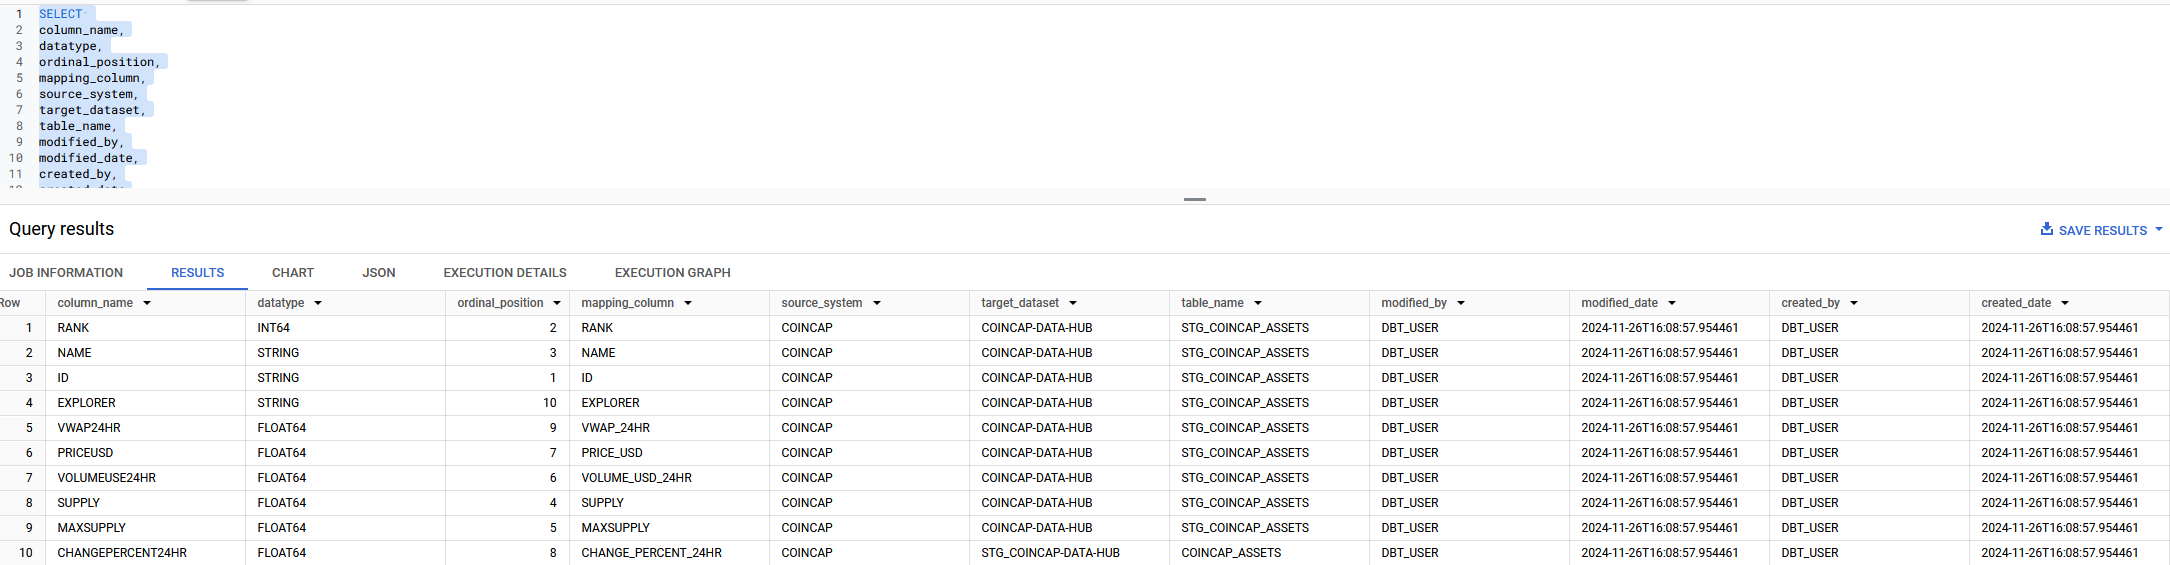 1 SELECT
2 column_name,
3 datatype,
4 ordinal_position,
5 mapping_column,
6 source_system,
7 target_dataset,
8 table_name,
9 modified_by,
10 modified_date,
11 created_by,
Query results
SAVE RESULTS
JOB INFORMATION RESULTS CHART JSON EXECUTION DETAILS EXECUTION GRAPH
Row column_name datatype ordinal_position mapping_column source_system target_dataset table_name modified_by modified_date created_by created_date
1 RANK INT64 2 RANK COINCAP COINCAP-DATA-HUB STG_COINCAP_ASSETS DBT_USER 2024-11-26T16:08:57.954461 DBT_USER 2024-11-26T16:08:57.954461
2 NAME STRING 3 NAME COINCAP COINCAP-DATA-HUB STG_COINCAP_ASSETS DBT_USER 2024-11-26T16:08:57.954461 DBT_USER 2024-11-26T16:08:57.954461
3 ID STRING 1 ID COINCAP COINCAP-DATA-HUB STG_COINCAP_ASSETS DBT_USER 2024-11-26T16:08:57.954461 DBT_USER 2024-11-26T16:08:57.954461
4 EXPLORER STRING 10 EXPLORER COINCAP COINCAP-DATA-HUB STG_COINCAP_ASSETS DBT_USER 2024-11-26T16:08:57.954461 DBT_USER 2024-11-26T16:08:57.954461
5 VWAP24HR FLOAT64 9 VWAP_24HR COINCAP COINCAP-DATA-HUB STG_COINCAP_ASSETS DBT_USER 2024-11-26T16:08:57.954461 DBT_USER 2024-11-26T16:08:57.954461
6 PRICEUSD FLOAT64 7 PRICE_USD COINCAP COINCAP-DATA-HUB STG_COINCAP_ASSETS DBT_USER 2024-11-26T16:08:57.954461 DBT_USER 2024-11-26T16:08:57.954461
7 VOLUMEUSE24HR FLOAT64 6 VOLUME_USD_24HR COINCAP COINCAP-DATA-HUB STG_COINCAP_ASSETS DBT_USER 2024-11-26T16:08:57.954461 DBT_USER 2024-11-26T16:08:57.954461
8 SUPPLY FLOAT64 4 SUPPLY COINCAP COINCAP-DATA-HUB STG_COINCAP_ASSETS DBT_USER 2024-11-26T16:08:57.954461 DBT_USER 2024-11-26T16:08:57.954461
9 MAXSUPPLY FLOAT64 5 MAXSUPPLY COINCAP COINCAP-DATA-HUB STG_COINCAP_ASSETS DBT_USER 2024-11-26T16:08:57.954461 DBT_USER 2024-11-26T16:08:57.954461
10 CHANGEPERCENT24HR FLOAT64 8 CHANGE_PERCENT_24HR COINCAP STG_COINCAP-DATA-HUB COINCAP_ASSETS DBT_USER 2024-11-26T16:08:57.954461 DBT_USER 2024-11-26T16:08:57.954461